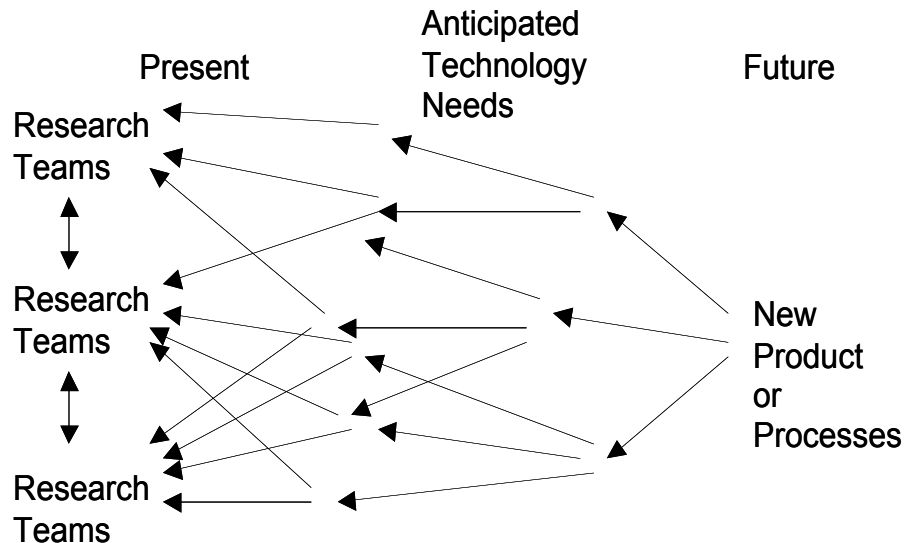 Present
Anticipated
Technology
Needs
Future
Research
Teams
Research
Teams
Research
Teams
New
Product
or
Processes